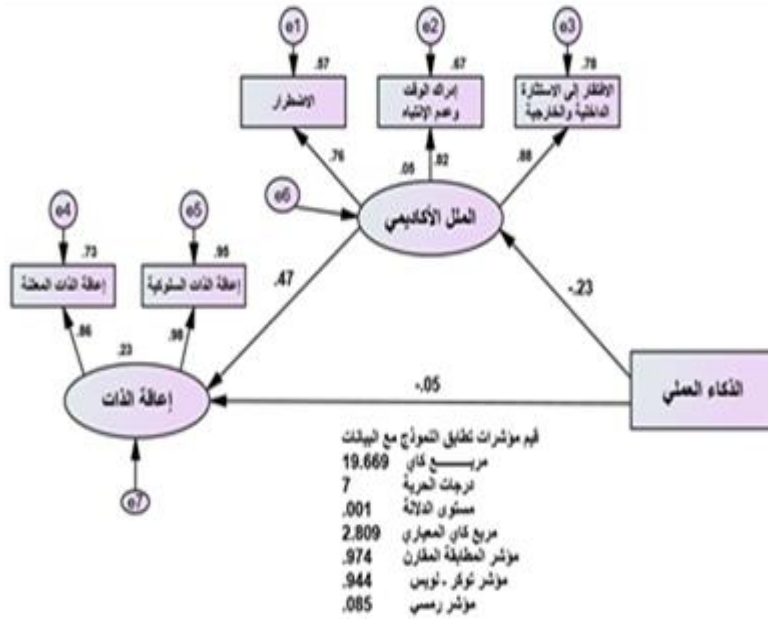 e1
e2
e3
.57
.67
.78
الاضطرار
إدراك الوقت
وعدم الإنتباه
الافتقار إلى الاستثارة
الداخلية والخارجية
.76
.05
.82
.88
e4
e5
e6
الملل الأكاديمي
.73
.95
إعاقة الذات المعلنة
إعاقة الذات السلوكية
.47
-.23
.86
.98
.23
إعاقة الذات
-.05
الذكاء العملي
e7
قيم مؤشرات تطابق النموذج مع البيانات
مربع كاي 19.669
درجات الحرية 7
مستوى الدلالة .001
مربع كاي المعياري 2.809
مؤشر المطابقة المقارن .974
مؤشر توكر ـ لويس .944
مؤشر رمسي .085